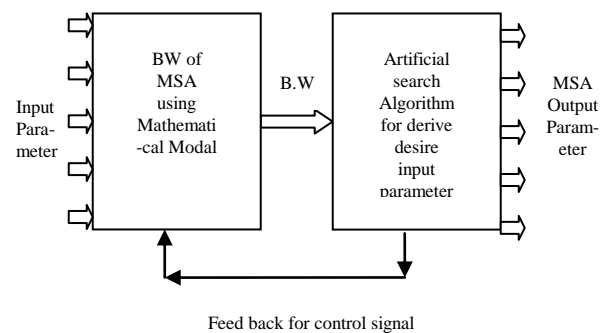 Input
Para-
meter
BW of
MSA
using
Mathemati
-cal Modal
B.W
Artificial
search
Algorithm
for derive
desire
input
parameter
MSA
Output
Param-
eter
Feed back for control signal